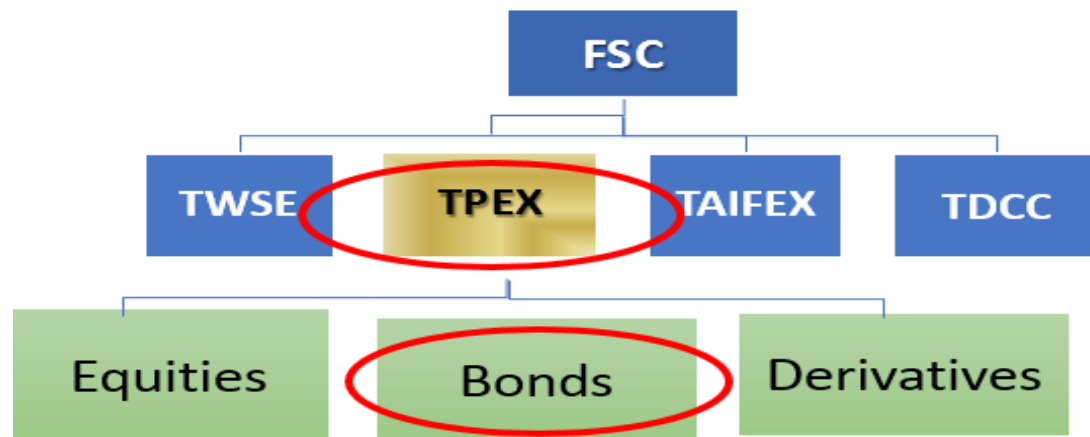 FSC
TWSE
TPEX
TAIFEX
TDCC
Equities
Bonds
Derivatives